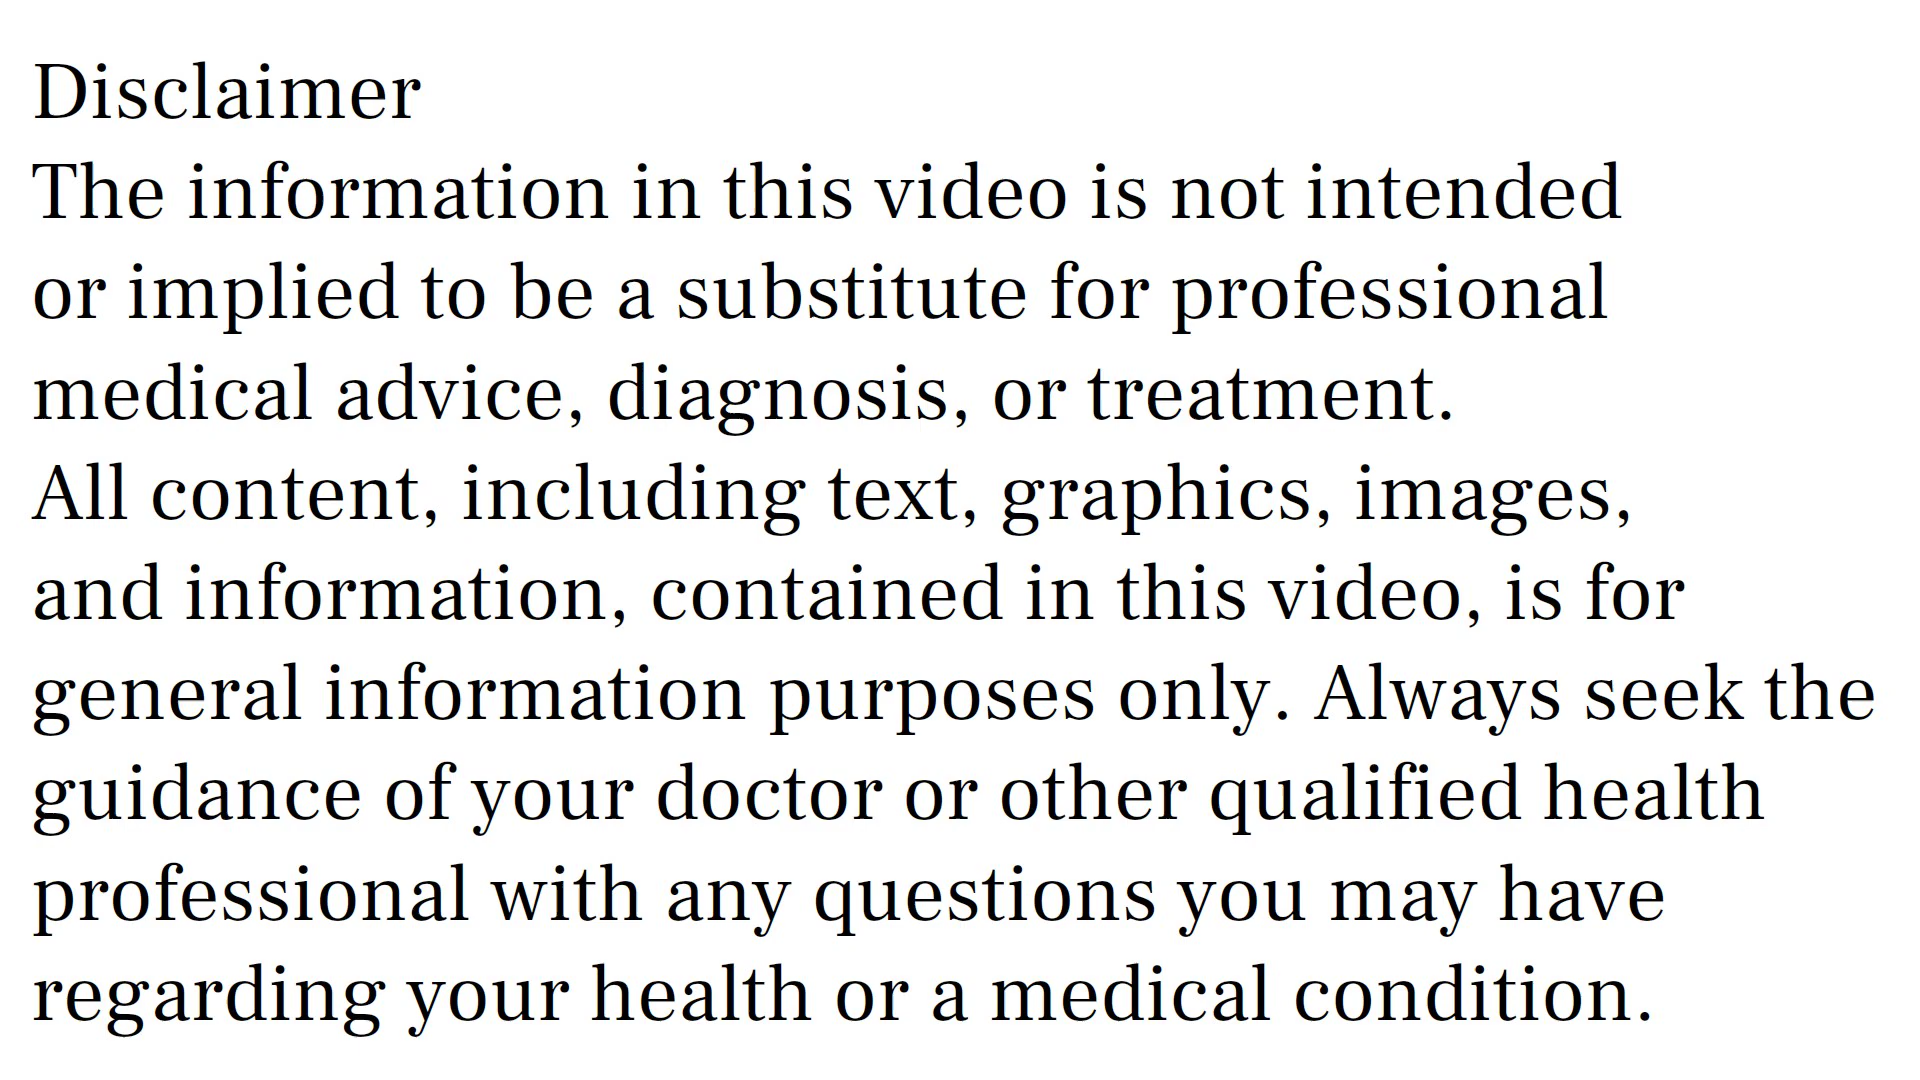 Disclaimer
The information in this video is not intended
or implied to be a substitute for professional
medical advice, diagnosis, or treatment.
All content, including text, graphics, images,
and information, contained in this video, is for
general information purposes only. Always seek the
guidance of your doctor or other qualified health
professional with any questions you may have
regarding your health or a medical condition.